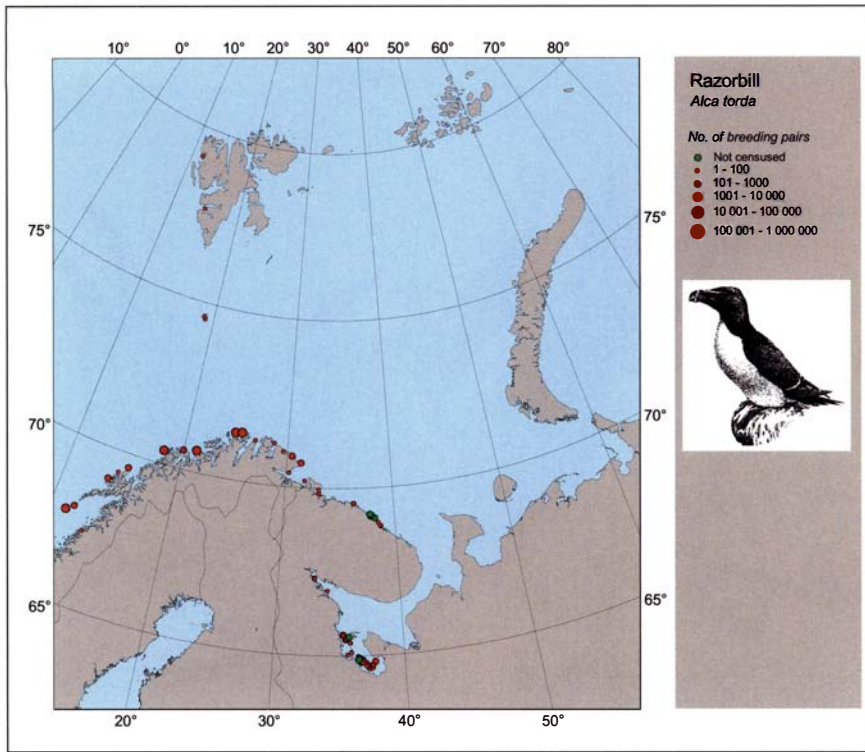 10° 0° 10° 20° 30° 40° 50° 60° 70° 80°
75° 75°
70° 70°
65° 65°
20° 30° 40° 50°
Razorbill
Alca torda
No. of breeding pairs
Not censused
1 - 100
101 - 1000
1001 - 10 000
10 001 - 100 000
100 001 - 1 000 000